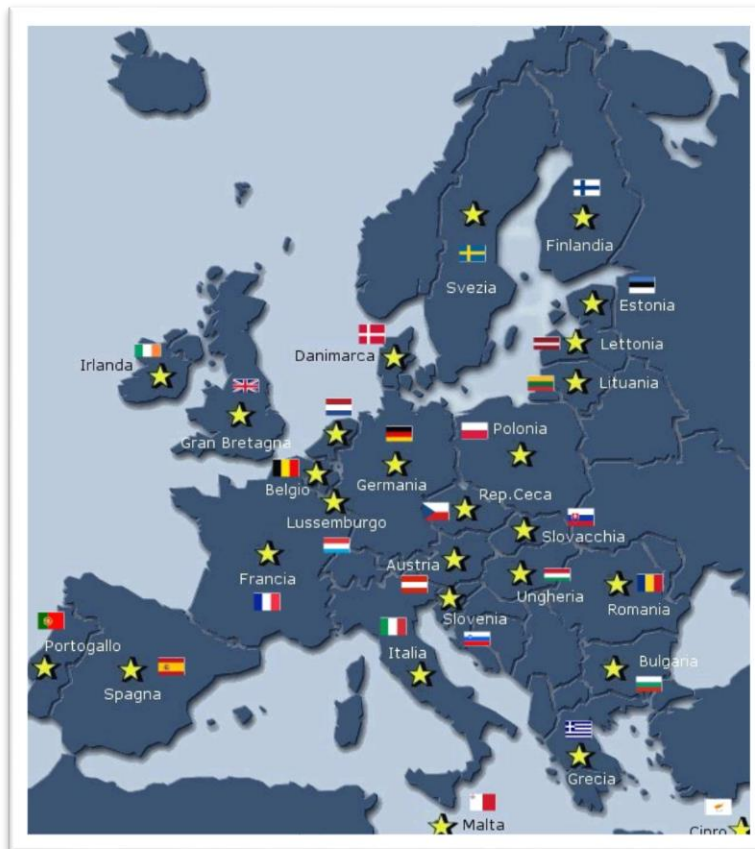 Finlandia
Svezia
Estonia
Lettonia
Danimarca
Irlanda
Lituania
Polonia
Gran Bretagna
Belgio
Germania
Rep.Ceca
Lussemburgo
Slovacchia
Austria
Francia
Ungheria
Romania
Slovenia
Portogallo
Italia
Bulgaria
Spagna
Grecia
Malta
Cipro